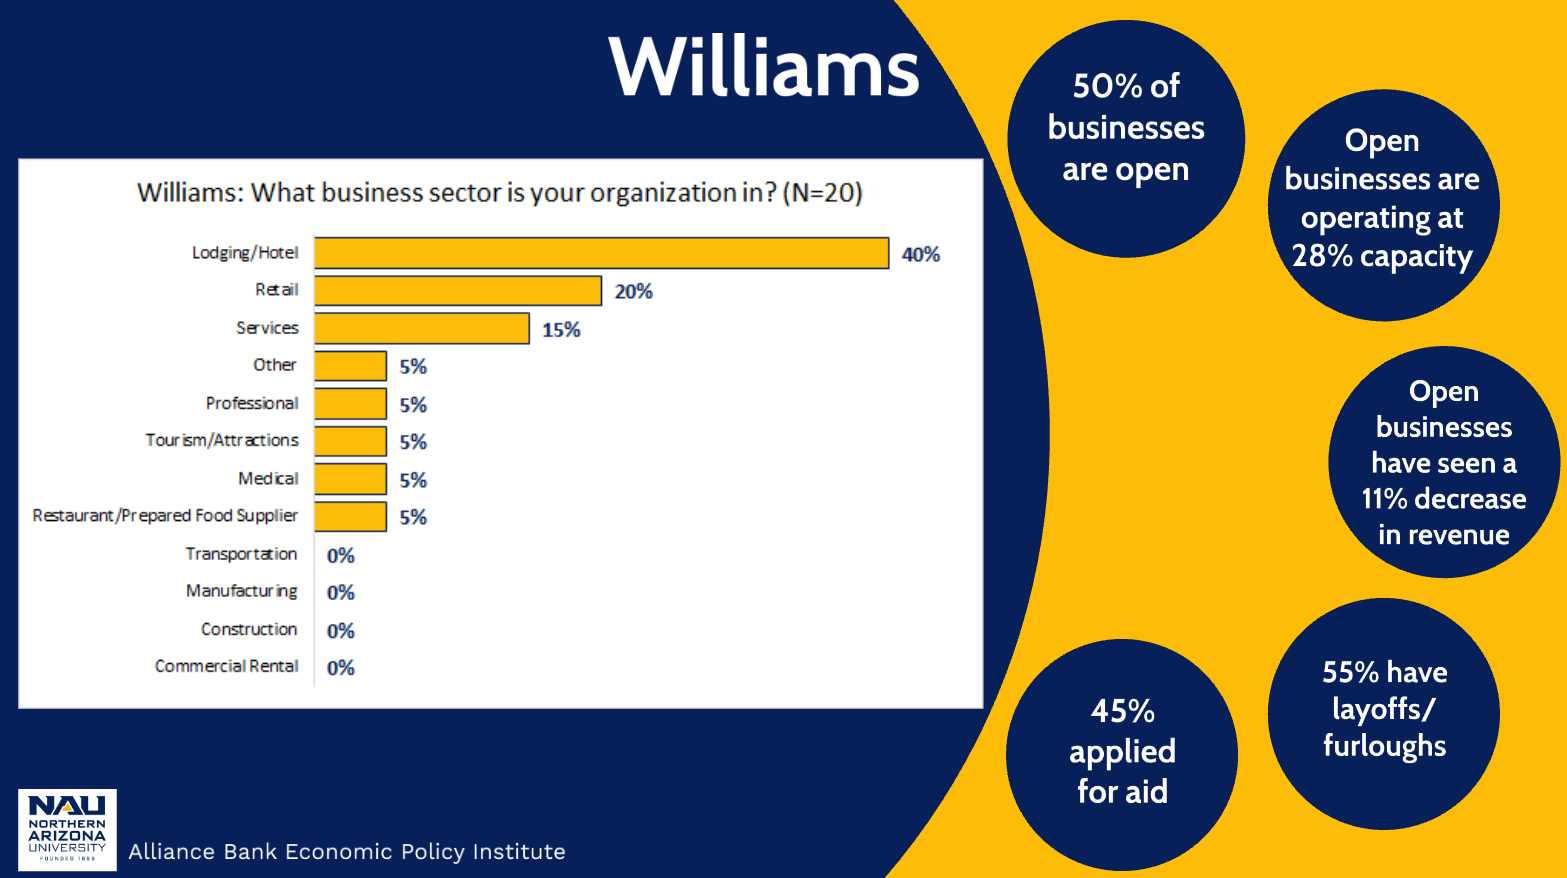 Williams
Williams: What business sector is your organization in? (N=20)
Lodging/Hotel 40%
Retail 20%
Services 15%
Other 5%
Professional 5%
Tourism/Attractions 5%
Medical 5%
Restaurant/Prepared Food Supplier 5%
Transportation 0%
Manufacturing 0%
Construction 0%
Commercial Rental 0%
50% of
businesses
are open
Open
businesses are
operating at
28% capacity
Open
businesses
have seen a
11% decrease
in revenue
55% have
layoffs/
furloughs
45%
applied
for aid
NAU
NORTHERN
ARIZONA
UNIVERSITY
FOUNDED 1899
Alliance Bank Economic Policy Institute